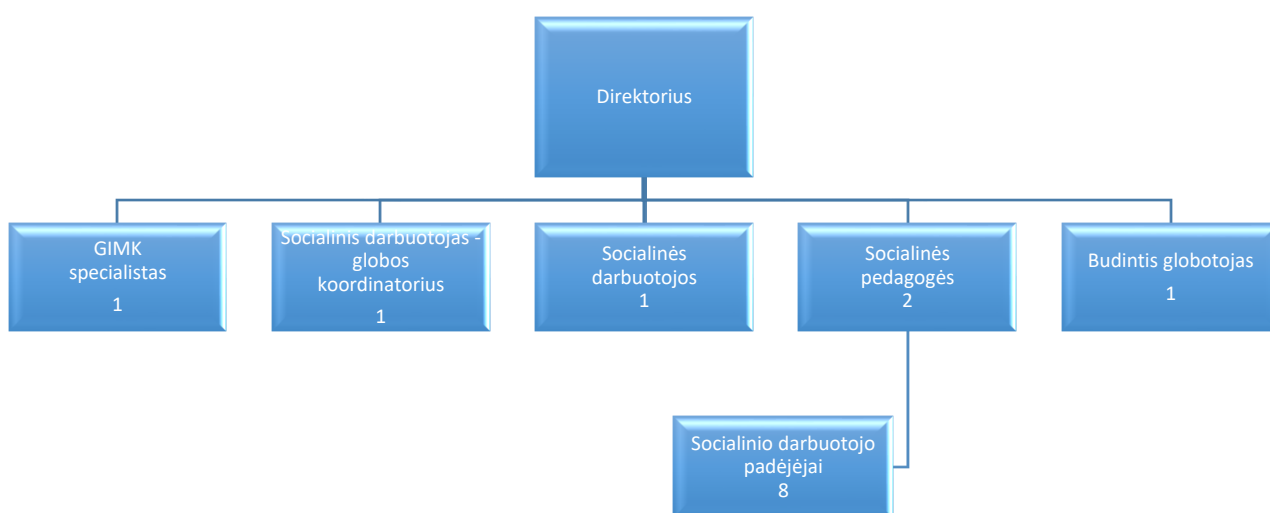 Direktorius
GIMK
specialistas
1
Socialinis darbuotojas -
globos
koordinatorius
1
Socialinės
darbuotojos
1
Socialinės
pedagogės
2
Budintis globotojas
1
Socialinio darbuotojo
padėjėjai
8